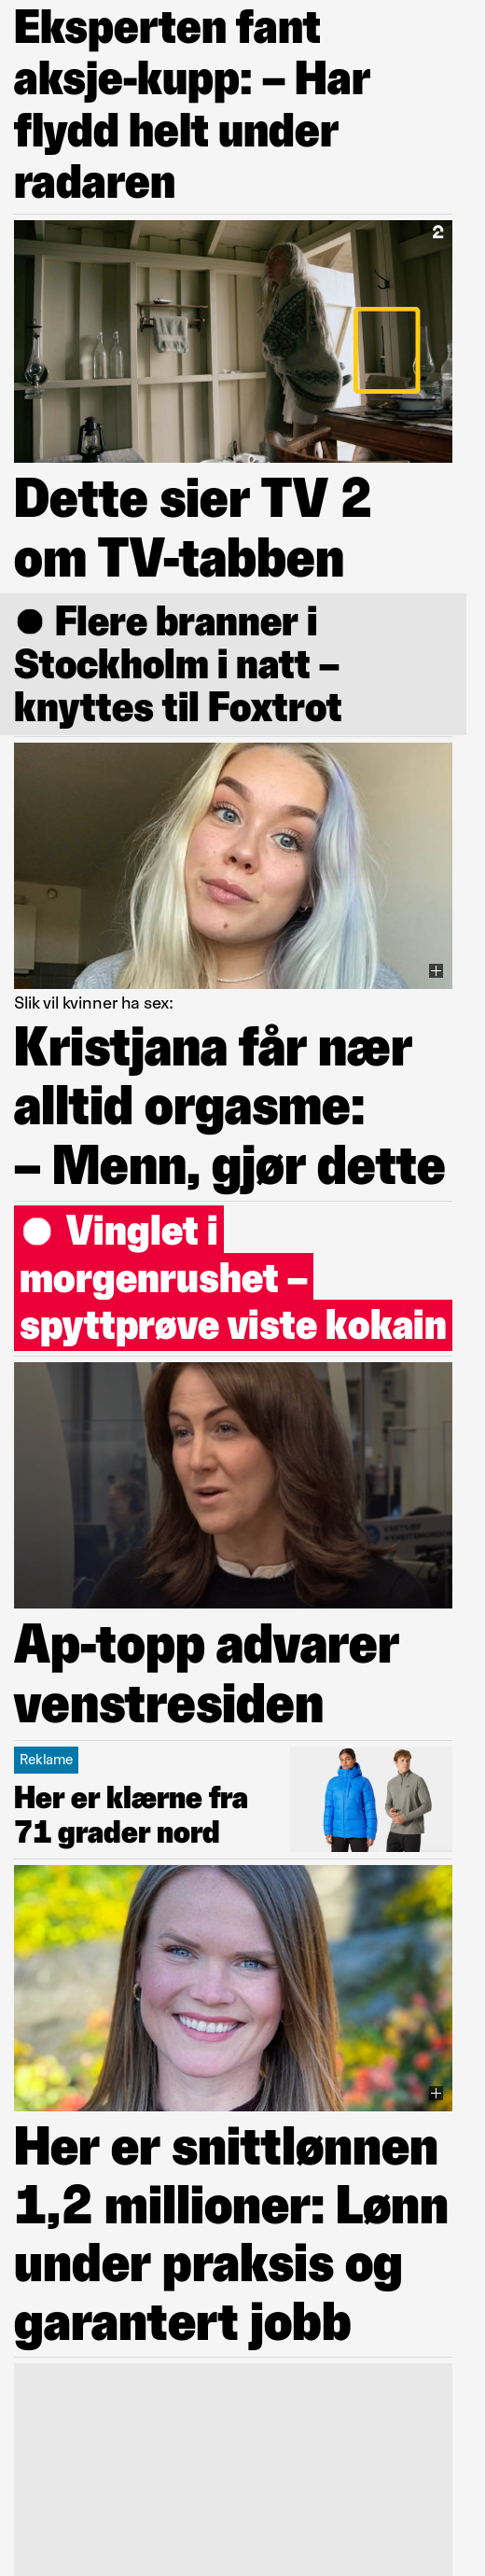 Eksperten fant
aksje-kupp: – Har
flydd helt under
radaren
2
Dette sier TV 2
om TV-tabben
Flere branner i
Stockholm i natt –
knyttes til Foxtrot
Slik vil kvinner ha sex:
Kristjana får nær
alltid orgasme:
– Menn, gjør dette
Vinglet i
morgenrushet –
spyttprøve viste kokain
Ap-topp advarer
venstresiden
Reklame
Her er klærne fra
71 grader nord
Her er snittlønnen
1,2 millioner: Lønn
under praksis og
garantert jobb